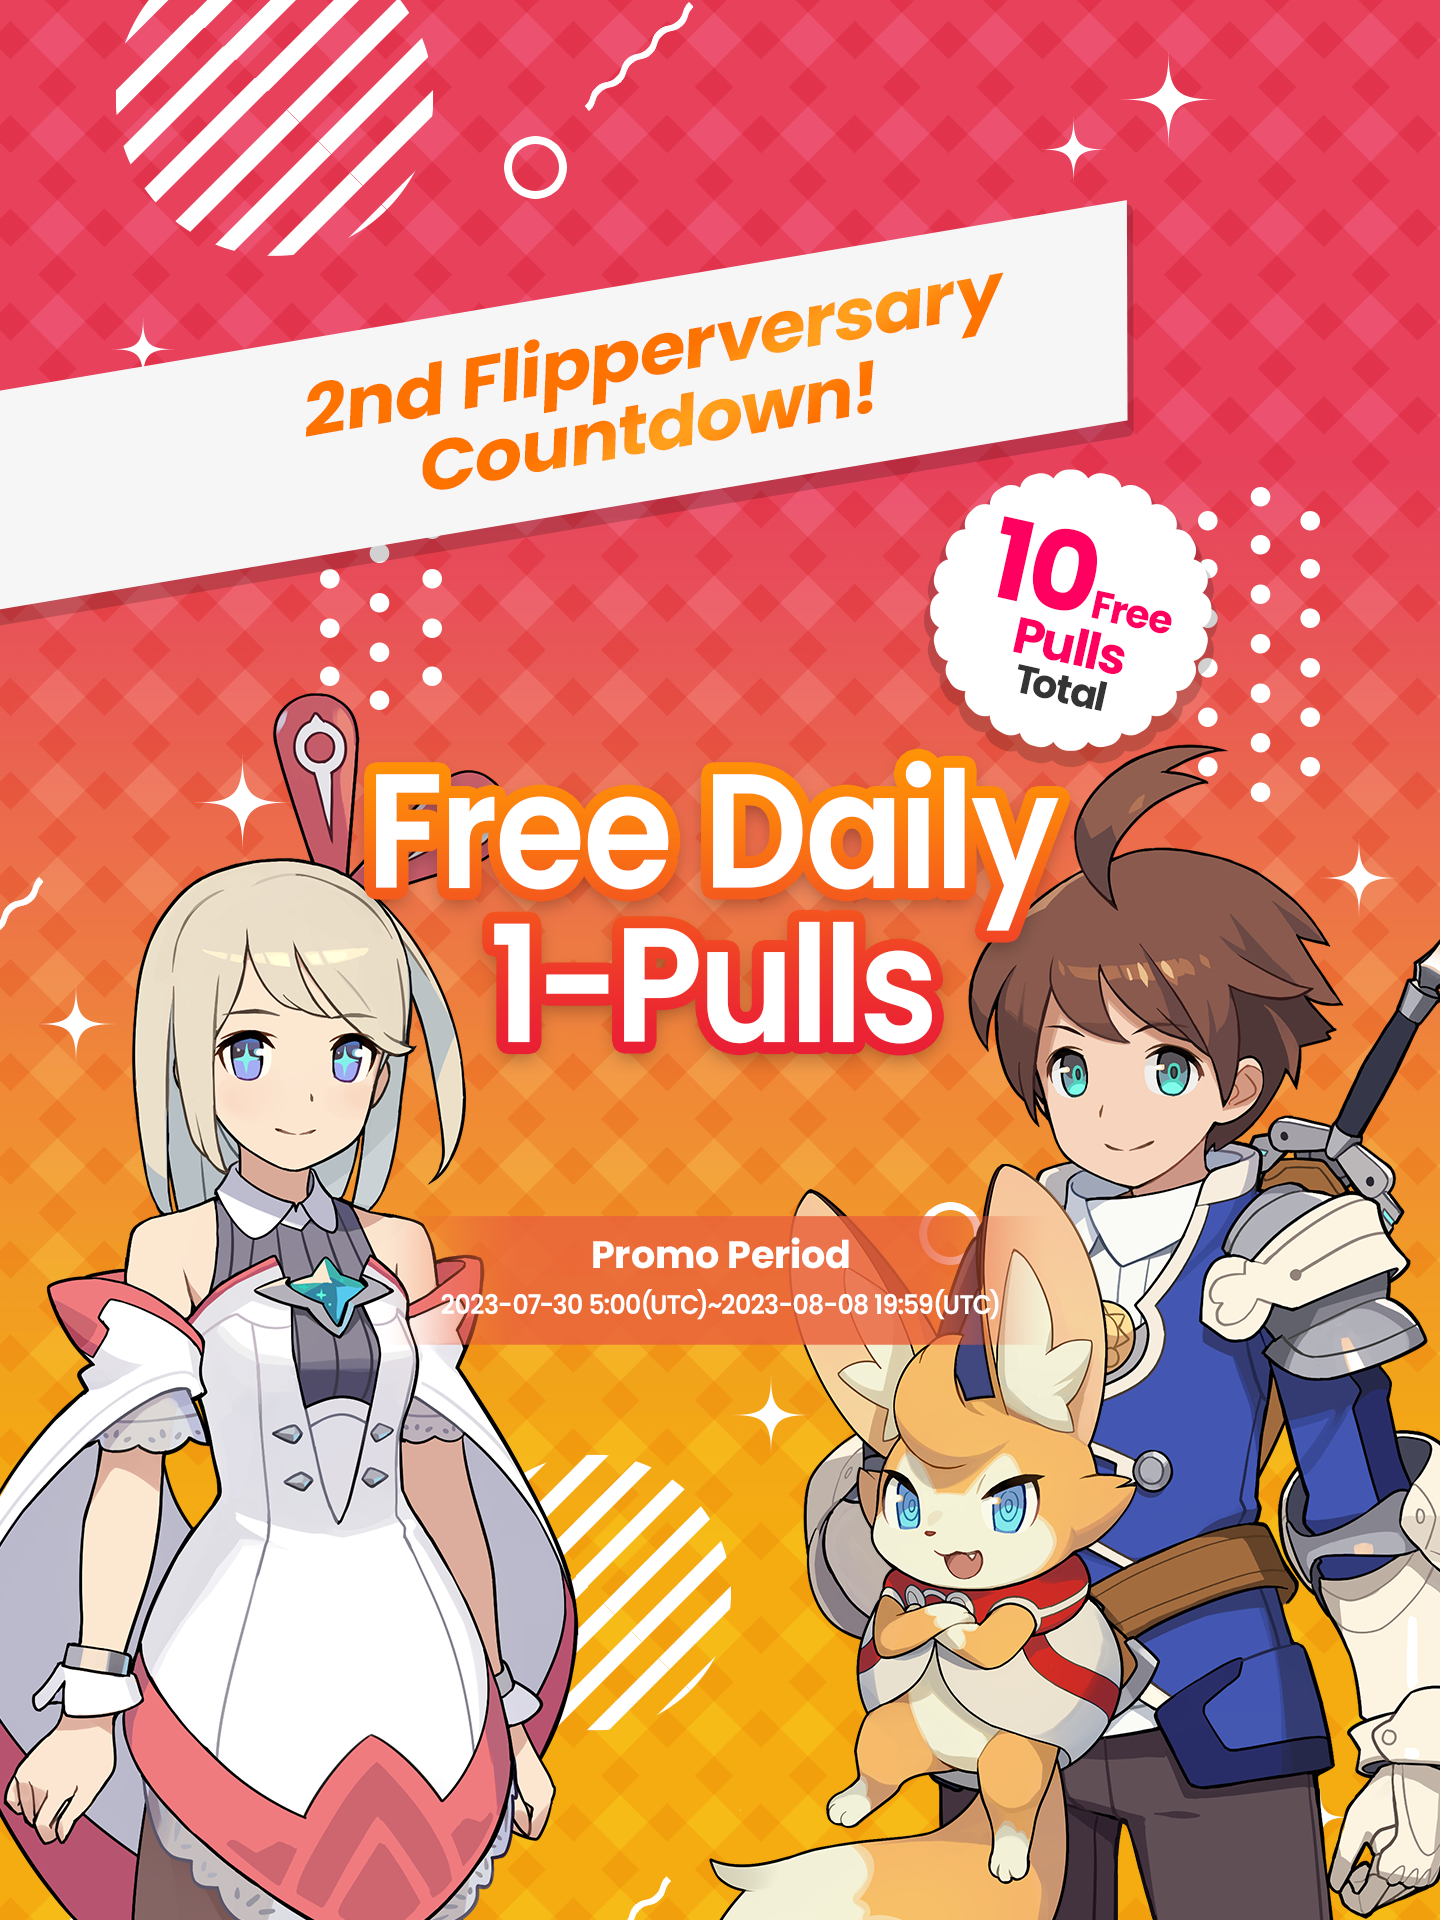 2nd Flipperversary
Countdown!
10 Free
Pulls
Total
Free Daily
1-Pulls
Promo Period
2023-07-30 5:00(UTC)~2023-08-08 19:59(UTC)